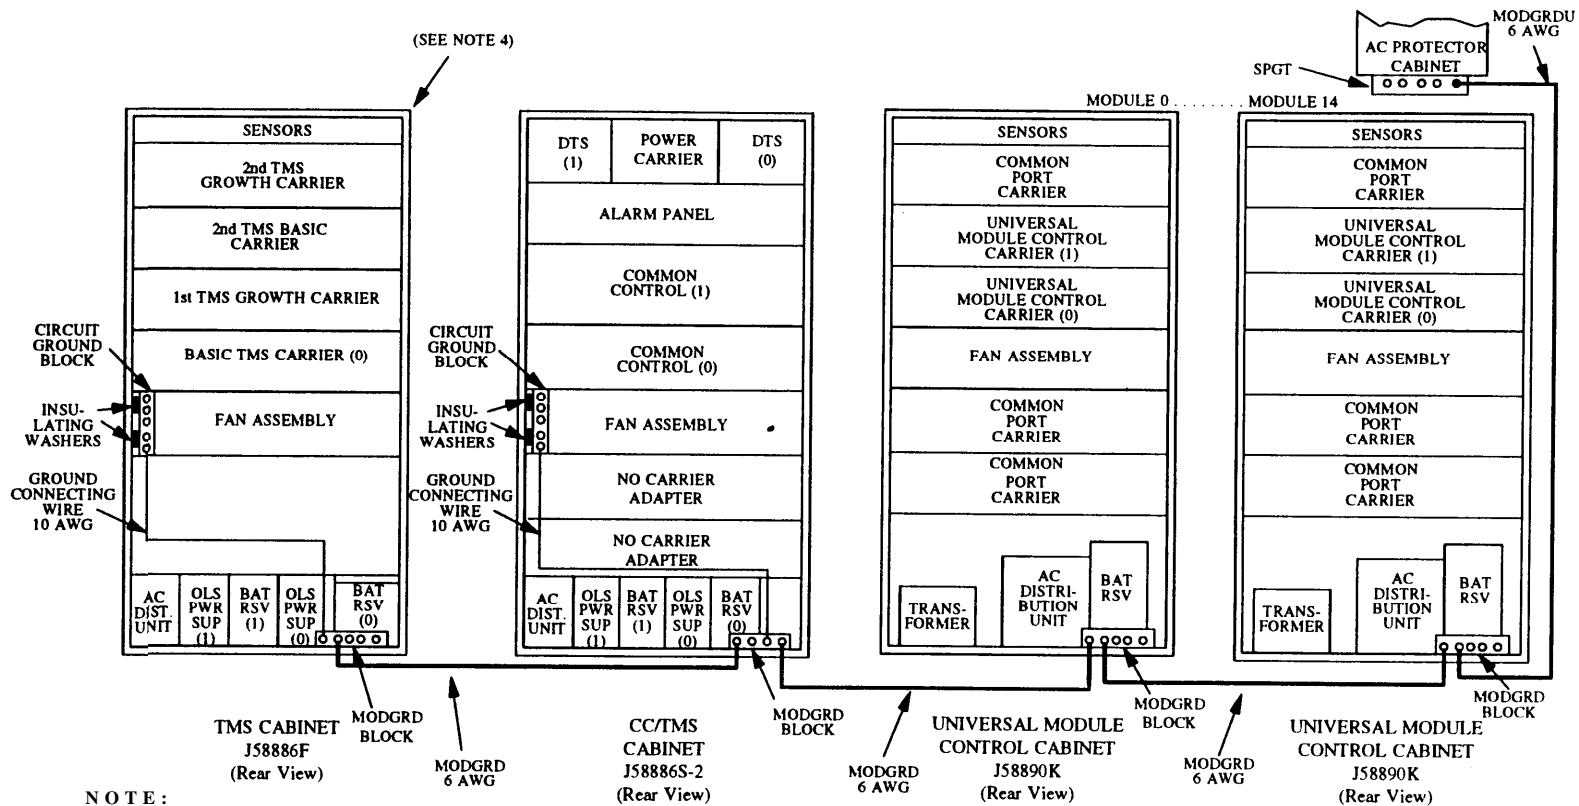 (SEE NOTE 4)
MODGRDU
6 AWG
AC PROTECTOR
CABINET
SPGT
MODULE 0 . . . . . . . . MODULE 14
SENSORS
2nd TMS
GROWTH CARRIER
2nd TMS BASIC
CARRIER
1st TMS GROWTH CARRIER
BASIC TMS CARRIER (0)
FAN ASSEMBLY
CIRCUIT
GROUND
BLOCK
INSU-
LATING
WASHERS
GROUND
CONNECTING
WIRE
10 AWG
AC
DIST.
UNIT
OLS
PWR
SUP
(1)
BAT
RSV
(1)
OLS
PWR
SUP
(0)
BAT
RSV
(0)
MODGRD
BLOCK
TMS CABINET
J58886F
(Rear View)
MODGRD
6 AWG
DTS
(1)
POWER
CARRIER
DTS
(0)
ALARM PANEL
COMMON
CONTROL (1)
COMMON
CONTROL (0)
FAN ASSEMBLY
NO CARRIER
ADAPTER
NO CARRIER
ADAPTER
CIRCUIT
GROUND
BLOCK
INSU-
LATING
WASHERS
GROUND
CONNECTING
WIRE
10 AWG
AC
DIST.
UNIT
OLS
PWR
SUP
(1)
BAT
RSV
(1)
OLS
PWR
SUP
(0)
BAT
RSV
(0)
MODGRD
BLOCK
CC/TMS
CABINET
J58886S-2
(Rear View)
MODGRD
6 AWG
SENSORS
COMMON
PORT
CARRIER
UNIVERSAL
MODULE CONTROL
CARRIER (1)
UNIVERSAL
MODULE CONTROL
CARRIER (0)
FAN ASSEMBLY
COMMON
PORT
CARRIER
COMMON
PORT
CARRIER
TRANS-
FORMER
AC
DISTRI-
BUTION
UNIT
BAT
RSV
MODGRD
BLOCK
UNIVERSAL MODULE
CONTROL CABINET
J58890K
(Rear View)
MODGRD
6 AWG
SENSORS
COMMON
PORT
CARRIER
UNIVERSAL
MODULE CONTROL
CARRIER (1)
UNIVERSAL
MODULE CONTROL
CARRIER (0)
FAN ASSEMBLY
COMMON
PORT
CARRIER
COMMON
PORT
CARRIER
TRANS-
FORMER
AC
DISTRI-
BUTION
UNIT
BAT
RSV
MODGRD
BLOCK
UNIVERSAL MODULE
CONTROL CABINET
J58890K
(Rear View)
NOTE: